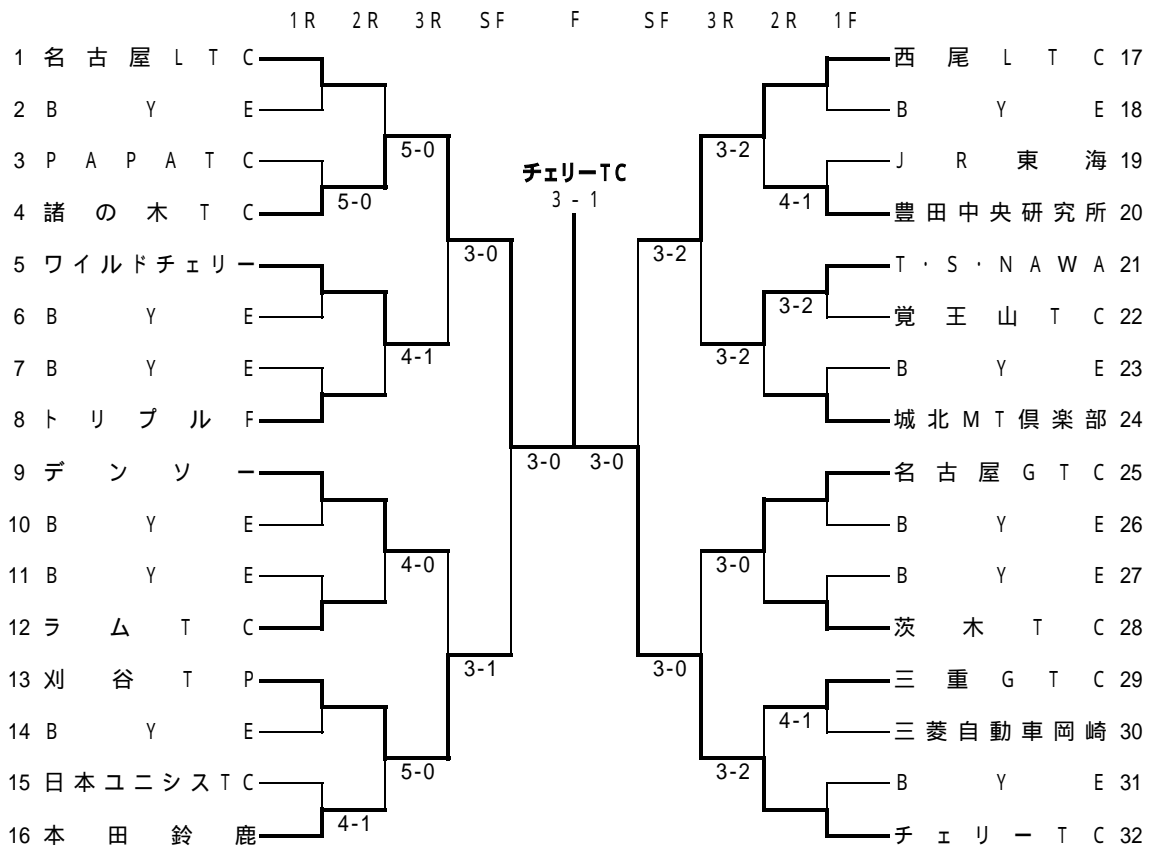 1R 2R 3R SF F SF 3R 2R 1F
1 名古屋LTC 西尾LTC 17
2 BYE BYE 18
5-0 3-2
3 PAPATC JR東海 19
チェリーTC
5-0 3-1 4-1
4 諸の木TC 豊田中央研究所 20
3-0 3-2
5 ワイルドチェリー T・S・NAWA 21
3-2
6 BYE 覚王山TC 22
4-1 3-2
7 BYE BYE 23
8 トリプルF 城北MT倶楽部 24
3-0 3-0
9 デンソー 名古屋GTC 25
10 BYE BYE 26
4-0 3-0
11 BYE BYE 27
12 ラムTC 茨木TC 28
3-1 3-0
13 刈谷TP 三重GTC 29
4-1
14 BYE 三菱自動車岡崎 30
5-0 3-2
15 日本ユニシスTC BYE 31
4-1
16 本田鈴鹿 チェリーTC 32